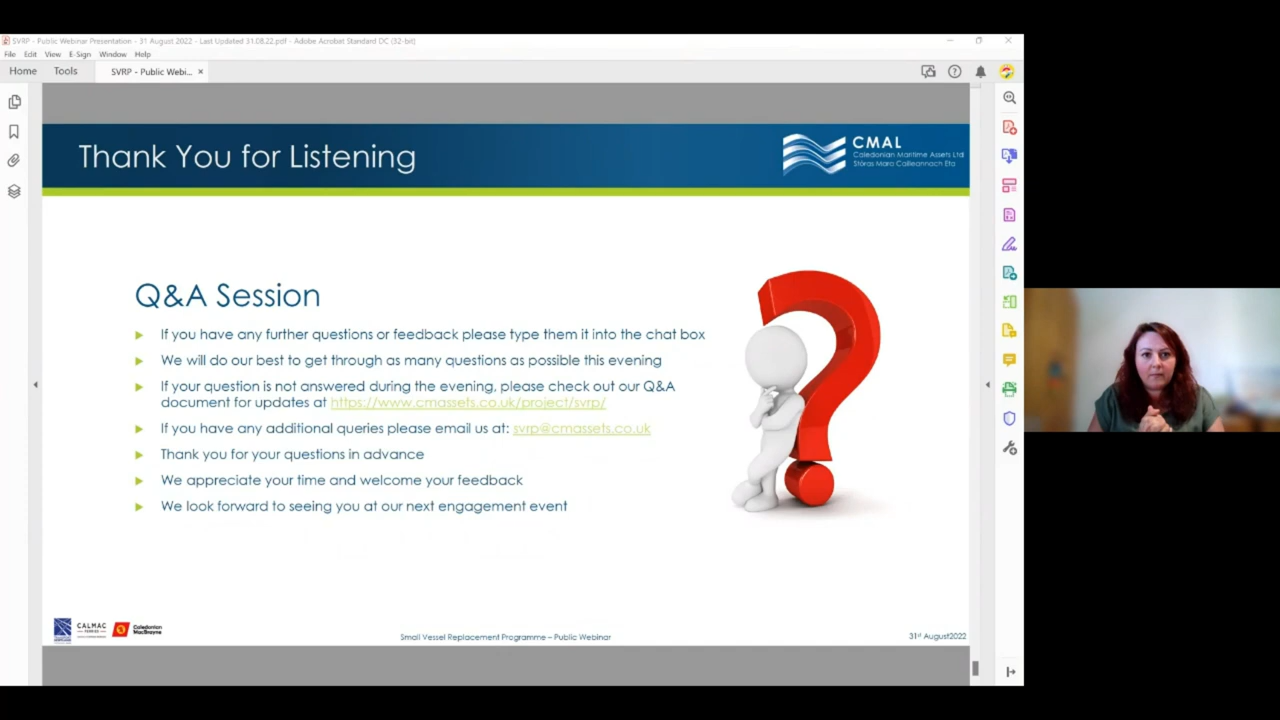 SVRP - Public Webinar Presentation - 31 August 2022 - Last Updated 31.08.22.pdf - Adobe Acrobat Standard DC (32-bit)
File Edit View E-Sign Window Help
Home Tools SVRP - Public Webi... ×
Thank You for Listening
CMAL
Caledonian Maritime Assets Ltd
Stòras Mara Cailleannach Eta
Q&A Session
If you have any further questions or feedback please type them it into the chat box
We will do our best to get through as many questions as possible this evening
If your question is not answered during the evening, please check out our Q&A
document for updates at https://www.cmassets.co.uk/project/svrp/
If you have any additional queries please email us at: svrp@cmassets.co.uk
Thank you for your questions in advance
We appreciate your time and welcome your feedback
We look forward to seeing you at our next engagement event
CALMAC
FERRIES
Caledonian
MacBrayne
Small Vessel Replacement Programme – Public Webinar
31st August2022